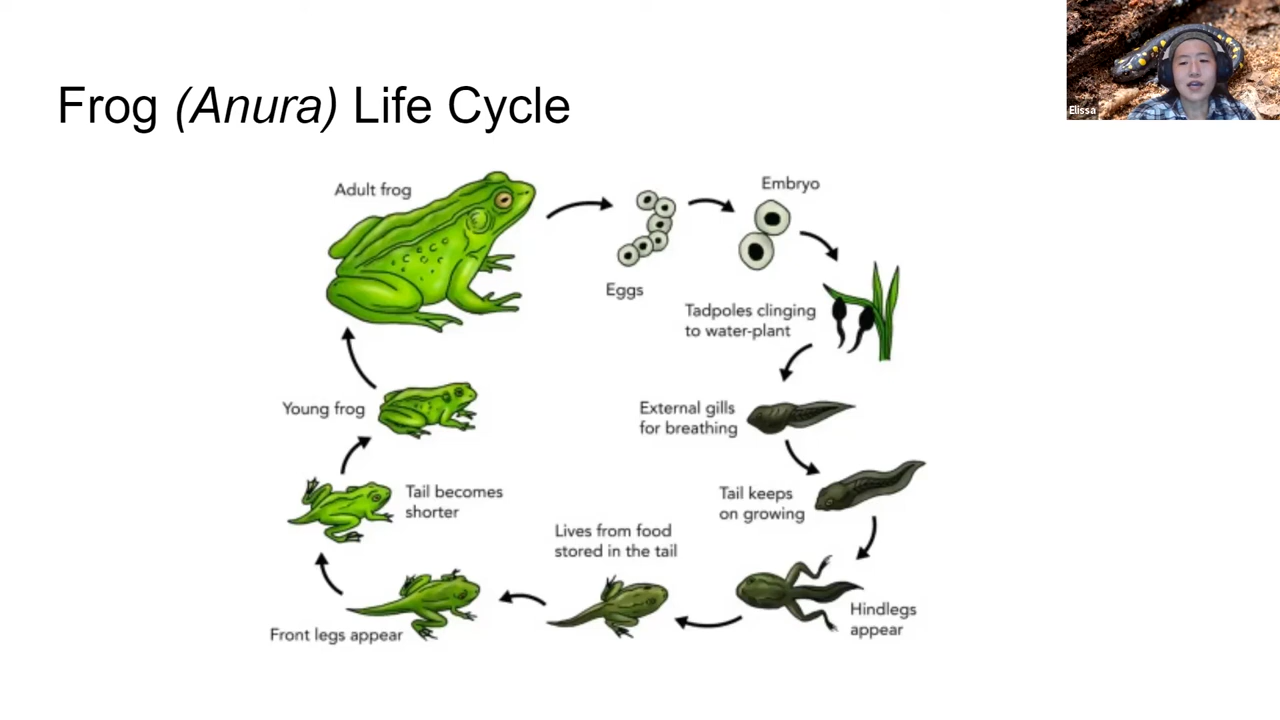 Frog (Anura) Life Cycle
Elissa
Adult frog
Eggs
Embryo
Tadpoles clinging
to water-plant
External gills
for breathing
Tail keeps
on growing
Hindlegs
appear
Lives from food
stored in the tail
Front legs appear
Tail becomes
shorter
Young frog